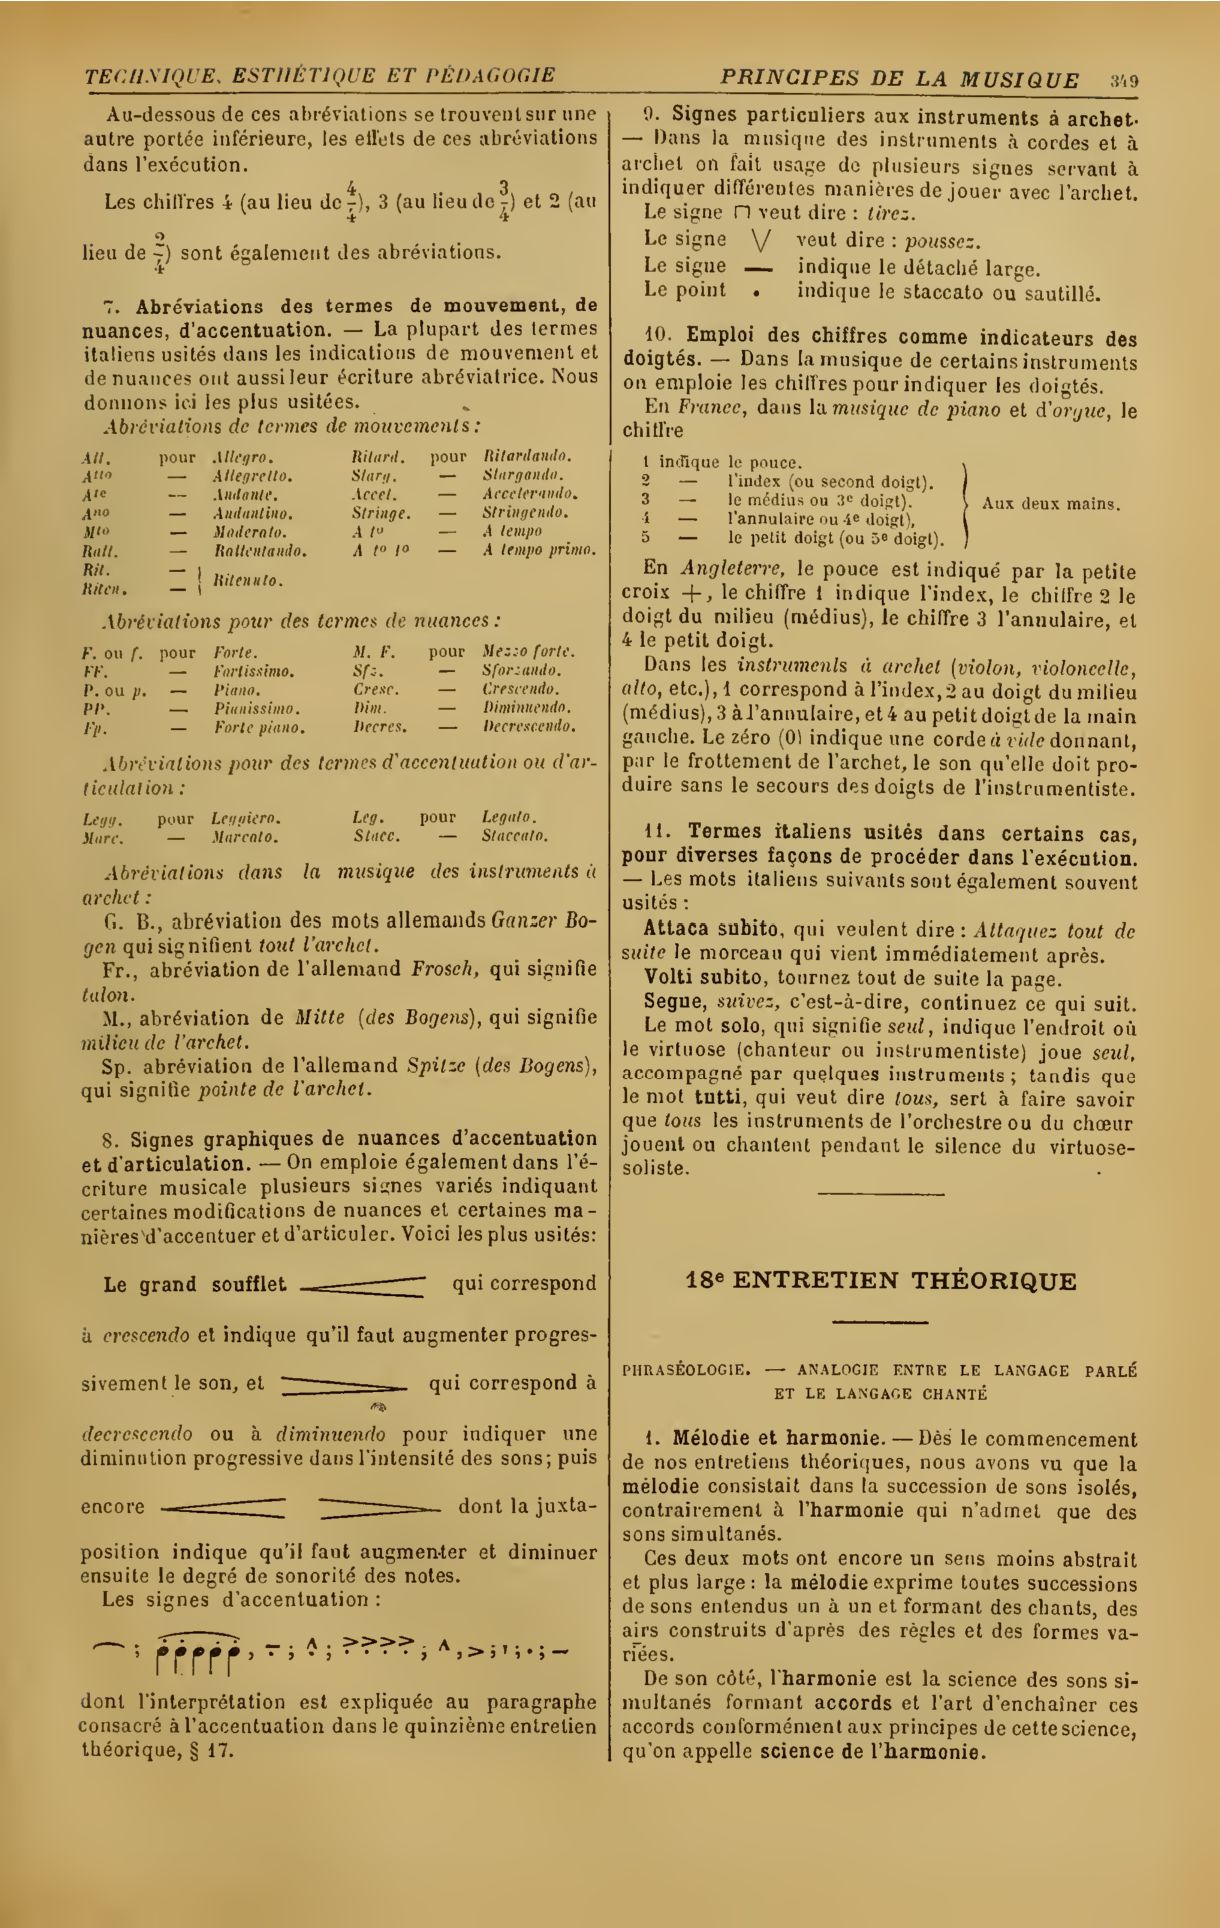 TECHNIQUE, ESTHÉTIQUE ET PÉDAGOGIE
PRINCIPES DE LA MUSIQUE 349
Au-dessous de ces abréviations se trouvent sur une
autre portée inférieure, les effets de ces abréviations
dans l'exécution.
Les chiffres 4 (au lieu de 4/4), 3 (au lieu de 3/4) et 2 (au
lieu de 2/4) sont également des abréviations.
7. Abréviations des termes de mouvement, de
nuances, d'accentuation. — La plupart des termes
italiens usités dans les indications de mouvement et
de nuances ont aussi leur écriture abréviatrice. Nous
donnons ici les plus usitées.
Abréviations de termes de mouvements :
All. pour Allegro. Ritard. pour Ritardando.
Atto — Allegretto. Slarg. — Slargando.
Ate — Andante. Accel. — Accelerando.
Ano — Andantino. Stringe. — Stringendo.
Mto — Moderato. A to — A tempo
Rall. — Rallentando. A to 1o — A tempo primo.
Rit. —
Riten. — } Ritenuto.
Abréviations pour des termes de nuances :
F. ou f. pour Forte. M. F. pour Mezzo forte.
FF. — Fortissimo. Sfz. — Sforzando.
P. ou p. — Piano. Cresc. — Crescendo.
PP. — Pianissimo. Dim. — Diminuendo.
Fp. — Forte piano. Decres. — Decrescendo.
Abréviations pour des termes d'accentuation ou d'ar-
ticulation :
Legg. pour Leggiero. Leg. pour Legato.
Marc. — Marcato. Stacc. — Staccato.
Abréviations dans la musique des instruments à
archet :
G. B., abréviation des mots allemands Ganzer Bo-
gen qui signifient tout l'archet.
Fr., abréviation de l'allemand Frosch, qui signifie
talon.
M., abréviation de Mitte (des Bogens), qui signifie
milieu de l'archet.
Sp. abréviation de l'allemand Spitze (des Bogens),
qui signifie pointe de l'archet.
8. Signes graphiques de nuances d'accentuation
et d'articulation. — On emploie également dans l'é-
criture musicale plusieurs signes variés indiquant
certaines modifications de nuances et certaines ma-
nières d'accentuer et d'articuler. Voici les plus usités:
Le grand soufflet qui correspond
à crescendo et indique qu'il faut augmenter progres-
sivement le son, et qui correspond à
decrescendo ou à diminuendo pour indiquer une
diminution progressive dans l'intensité des sons; puis
encore dont la juxta-
position indique qu'il faut augmenter et diminuer
ensuite le degré de sonorité des notes.
Les signes d'accentuation :
dont l'interprétation est expliquée au paragraphe
consacré à l'accentuation dans le quinzième entretien
théorique, § 17.
9. Signes particuliers aux instruments à archet.
— Dans la musique des instruments à cordes et à
archet on fait usage de plusieurs signes servant à
indiquer différentes manières de jouer avec l'archet.
Le signe ⊓ veut dire : tirez.
Le signe V veut dire : poussez.
Le signe — indique le détaché large.
Le point . indique le staccato ou sautillé.
10. Emploi des chiffres comme indicateurs des
doigtés. — Dans la musique de certains instruments
on emploie les chiffres pour indiquer les doigtés.
En France, dans la musique de piano et d'orgue, le
chiffre
1 indique le pouce.
2 — l'index (ou second doigt).
3 — le médius ou 3e doigt).
4 — l'annulaire ou 4e doigt),
5 — le petit doigt (ou 5e doigt).
Aux deux mains.
En Angleterre, le pouce est indiqué par la petite
croix +, le chiffre 1 indique l'index, le chiffre 2 le
doigt du milieu (médius), le chiffre 3 l'annulaire, et
4 le petit doigt.
Dans les instruments à archet (violon, violoncelle,
alto, etc.), 1 correspond à l'index, 2 au doigt du milieu
(médius), 3 à l'annulaire, et 4 au petit doigt de la main
gauche. Le zéro (0) indique une corde à vide donnant,
par le frottement de l'archet, le son qu'elle doit pro-
duire sans le secours des doigts de l'instrumentiste.
11. Termes italiens usités dans certains cas,
pour diverses façons de procéder dans l'exécution.
— Les mots italiens suivants sont également souvent
usités :
Attaca subito, qui veulent dire : Attaquez tout de
suite le morceau qui vient immédiatement après.
Volti subito, tournez tout de suite la page.
Segue, suivez, c'est-à-dire, continuez ce qui suit.
Le mot solo, qui signifie seul, indique l'endroit où
le virtuose (chanteur ou instrumentiste) joue seul,
accompagné par quelques instruments ; tandis que
le mot tutti, qui veut dire tous, sert à faire savoir
que tous les instruments de l'orchestre ou du chœur
jouent ou chantent pendant le silence du virtuose-
soliste.
18e ENTRETIEN THÉORIQUE
PHRASÉOLOGIE. — ANALOGIE ENTRE LE LANGAGE PARLÉ
ET LE LANGAGE CHANTÉ
1. Mélodie et harmonie. — Dès le commencement
de nos entretiens théoriques, nous avons vu que la
mélodie consistait dans la succession de sons isolés,
contrairement à l'harmonie qui n'admet que des
sons simultanés.
Ces deux mots ont encore un sens moins abstrait
et plus large : la mélodie exprime toutes successions
de sons entendus un à un et formant des chants, des
airs construits d'après des règles et des formes va-
riées.
De son côté, l'harmonie est la science des sons si-
multanés formant accords et l'art d'enchaîner ces
accords conformément aux principes de cette science,
qu'on appelle science de l'harmonie.